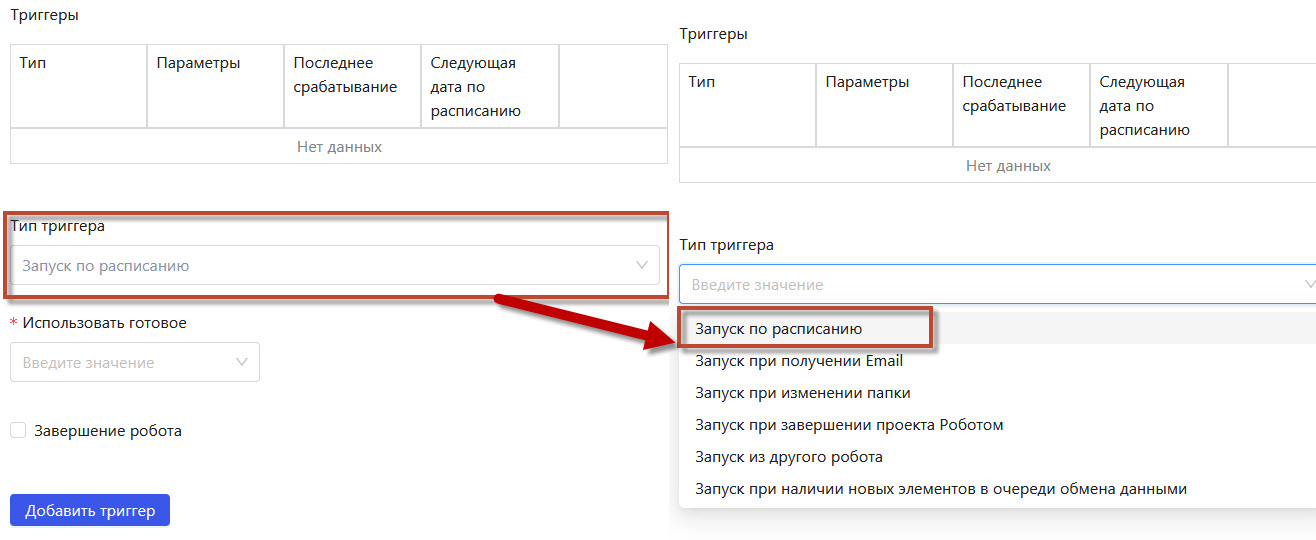 Триггеры
Тип
Параметры
Последнее
срабатывание
Следующая
дата по
расписанию
Нет данных
Тип триггера
Запуск по расписанию
* Использовать готовое
Введите значение
Завершение робота
Добавить триггер
Триггеры
Тип
Параметры
Последнее
срабатывание
Следующая
дата по
расписанию
Нет данных
Тип триггера
Введите значение
Запуск по расписанию
Запуск при получении Email
Запуск при изменении папки
Запуск при завершении проекта Роботом
Запуск из другого робота
Запуск при наличии новых элементов в очереди обмена данными